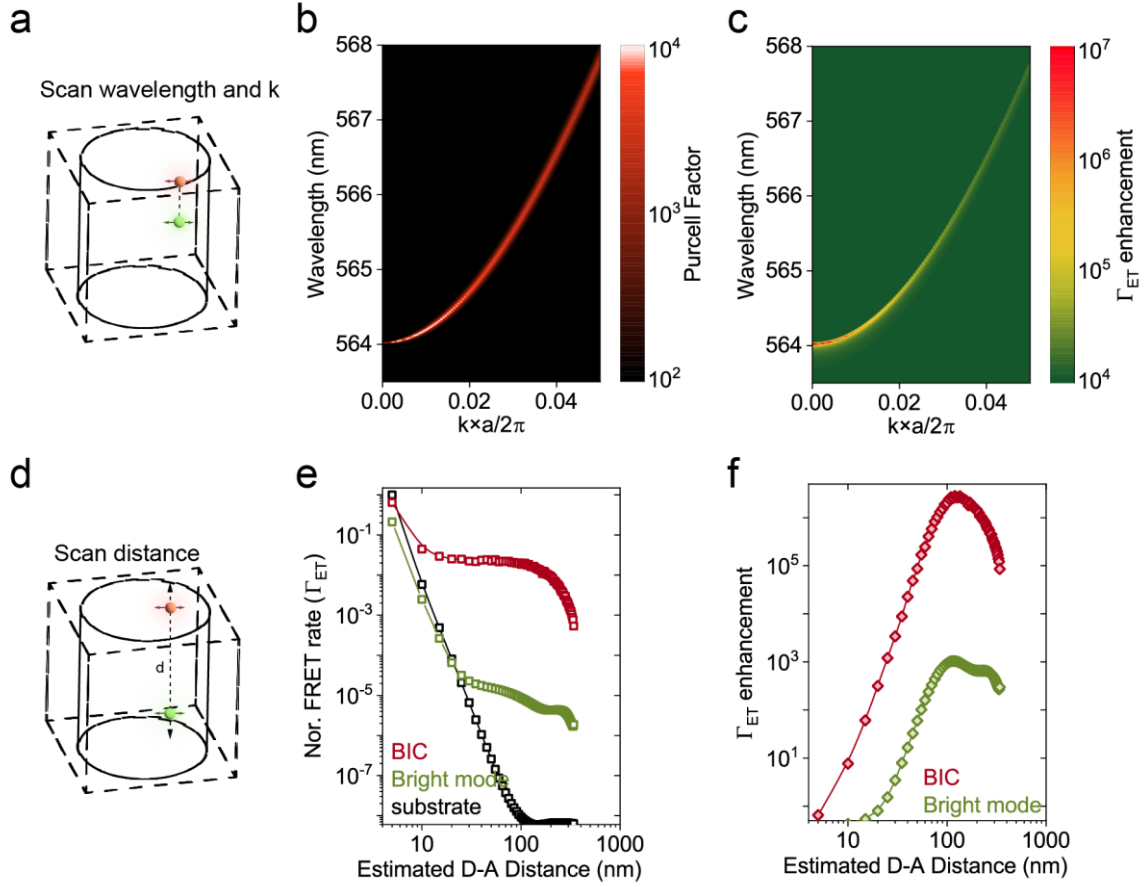 a
Scan wavelength and k
b
568
567
566
565
564
Wavelength (nm)
0.00
0.02
0.04
k×a/2π
10⁴
10³
10²
Purcell Factor
c
568
567
566
565
564
Wavelength (nm)
0.00
0.02
0.04
k×a/2π
10⁷
10⁶
10⁵
10⁴
Γ_ET enhancement
d
Scan distance
d
e
10⁻¹
10⁻³
10⁻⁵
10⁻⁷
Nor. FRET rate (Γ_ET)
BIC
Bright mode
substrate
10
100
1000
Estimated D-A Distance (nm)
f
10⁵
10³
10¹
Γ_ET enhancement
BIC
Bright mode
10
100
1000
Estimated D-A Distance (nm)